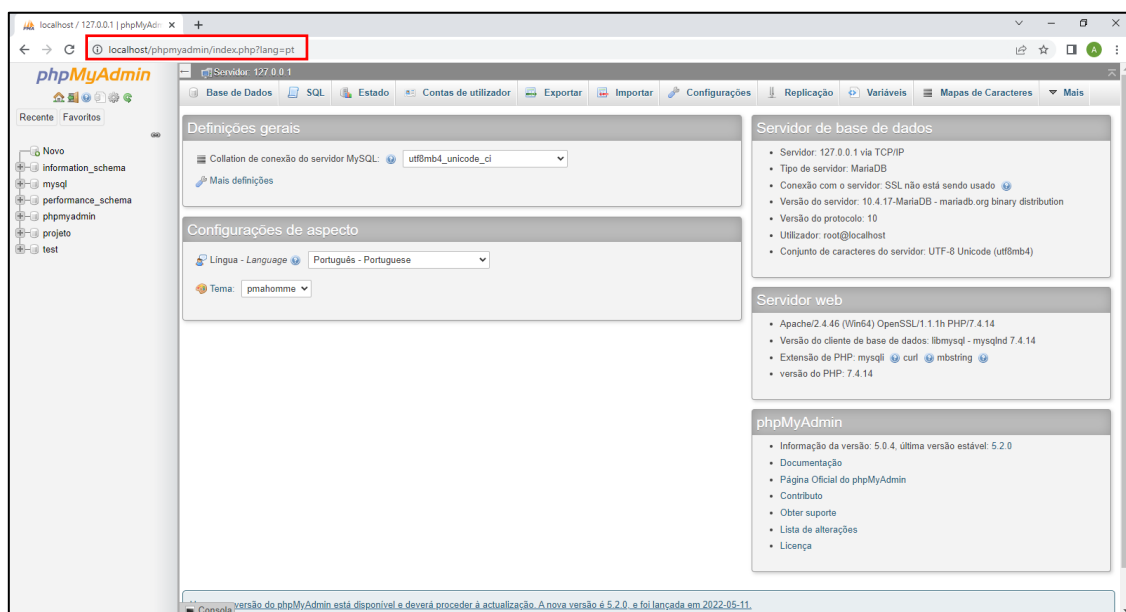 localhost / 127.0.0.1 | phpMyAdm
localhost/phpmyadmin/index.php?lang=pt
A
phpMyAdmin
Recente Favoritos
Novo
information_schema
mysql
performance_schema
phpmyadmin
projeto
test
Servidor: 127.0.0.1
Base de Dados SQL Estado Contas de utilizador Exportar Importar Configurações Replicação Variáveis Mapas de Caracteres Mais
Definições gerais
Collation de conexão do servidor MySQL: utf8mb4_unicode_ci
Mais definições
Configurações de aspecto
Língua - Language Português - Portuguese
Tema: pmahomme
Servidor de base de dados
• Servidor: 127.0.0.1 via TCP/IP
• Tipo de servidor: MariaDB
• Conexão com o servidor: SSL não está sendo usado
• Versão do servidor: 10.4.17-MariaDB - mariadb.org binary distribution
• Versão do protocolo: 10
• Utilizador: root@localhost
• Conjunto de caracteres do servidor: UTF-8 Unicode (utf8mb4)
Servidor web
• Apache/2.4.46 (Win64) OpenSSL/1.1.1h PHP/7.4.14
• Versão do cliente de base de dados: libmysql - mysqlnd 7.4.14
• Extensão de PHP: mysqli curl mbstring
• versão do PHP: 7.4.14
phpMyAdmin
• Informação da versão: 5.0.4, última versão estável: 5.2.0
• Documentação
• Página Oficial do phpMyAdmin
• Contributo
• Obter suporte
• Lista de alterações
• Licença
versão do phpMyAdmin está disponível e deverá proceder à actualização. A nova versão é 5.2.0, e foi lançada em 2022-05-11.
Consola